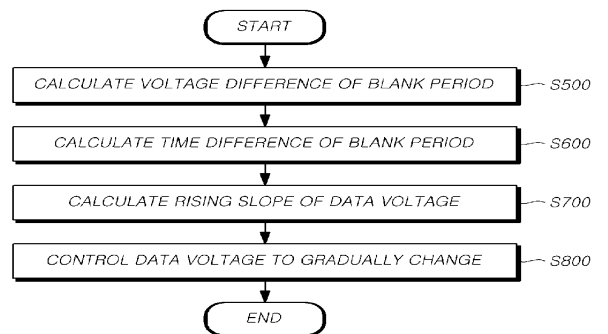 START
CALCULATE VOLTAGE DIFFERENCE OF BLANK PERIOD
S500
CALCULATE TIME DIFFERENCE OF BLANK PERIOD
S600
CALCULATE RISING SLOPE OF DATA VOLTAGE
S700
CONTROL DATA VOLTAGE TO GRADUALLY CHANGE
S800
END